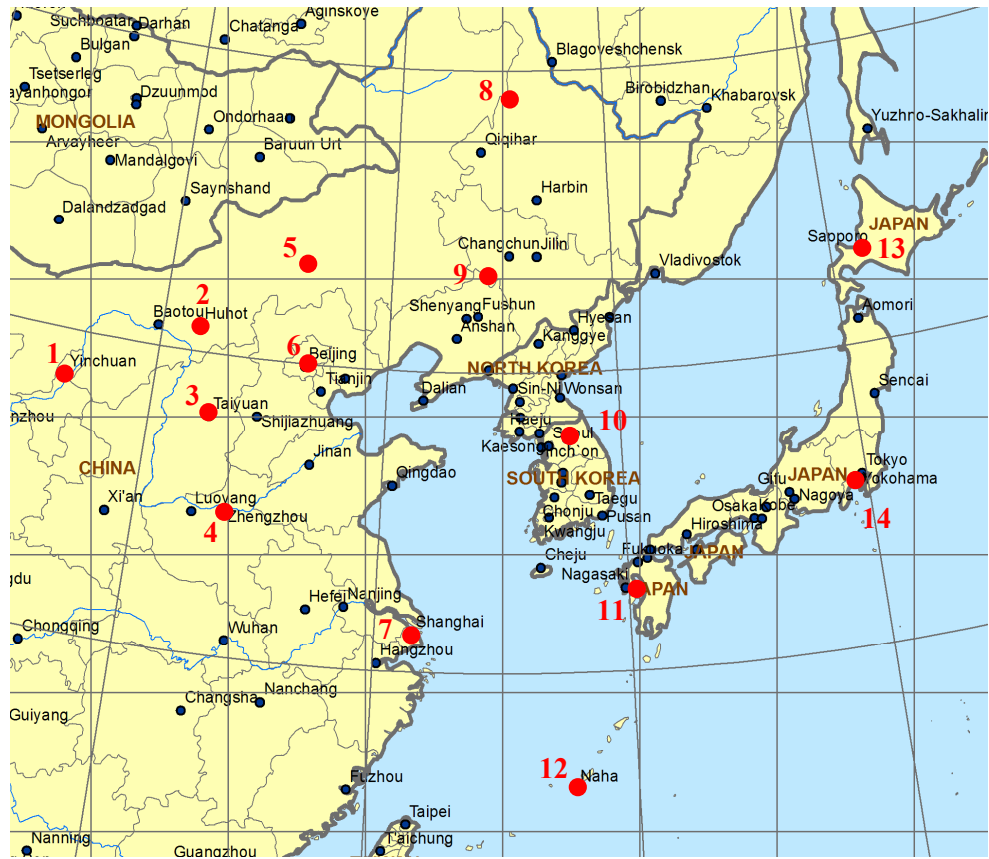 Suchboatar
Darhan
Chatanga
Aginskoye
Bulgan
Blagoveshchensk
Tsetserleg
ayanhongor
Dzuunmod
8
Birobidzhan
Khabarovsk
MONGOLIA
Ondorhaa
Yuzhno-Sakhalin
Arvayheer
Mandalgovi
Baruun Urt
Qiqihar
Saynshand
Harbin
Dalandzadgad
JAPAN
Sapporo
13
5
Changchun
Jilin
Vladivostok
9
2
Baotou
Huhot
Shenyang
Fushun
Hyesan
Aomori
Anshan
Kanggye
1
Yinchuan
6
Beijing
NORTH KOREA
Tianjin
Dalian
Sin-Ni
Wonsan
Sendai
3
Taiyuan
nzhou
Shijiazhuang
Haeju
10
Seoul
Kaesong
Inch'on
Jinan
CHINA
Qingdao
SOUTH KOREA
Tokyo
JAPAN
Yokohama
Gifu
Nagoya
Xi'an
Luoyang
Taegu
Chonju
Pusan
Osaka
Kobe
14
4
Zhengzhou
Kwangju
Hiroshima
Fukuoka
JAPAN
Cheju
gdu
Nagasaki
APAN
11
Hefei
Nanjing
Chongqing
Wuhan
7
Shanghai
Hangzhou
Changsha
Nanchang
Guiyang
12
Naha
Fuzhou
Taipei
Nanning
Guangzhou
T'aichung